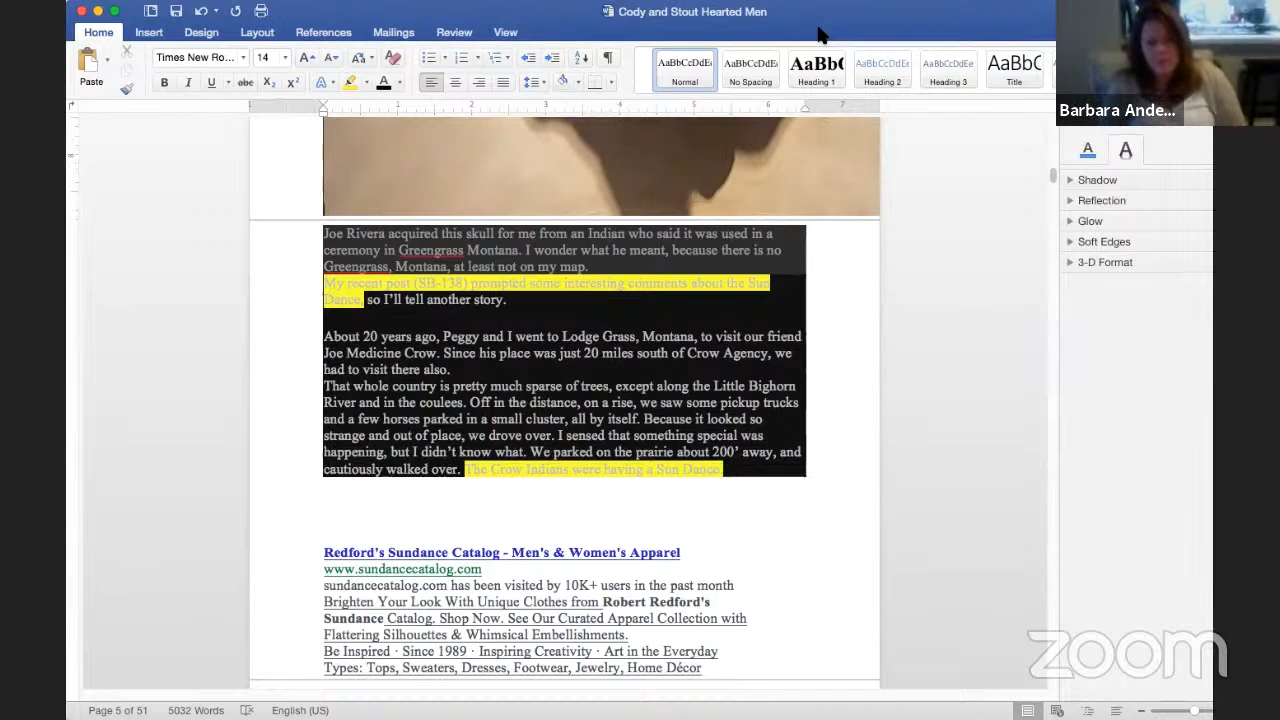 Cody and Stout Hearted Men
Home Insert Design Layout References Mailings Review View
Times New Ro... 14
Paste
AaBbCcDdEe
Normal
AaBbCcDdEe
No Spacing
AaBbC
Heading 1
AaBbCcDdEe
Heading 2
AaBbCcDdEe
Heading 3
AaBbC
Title
Barbara Ande...
Shadow
Reflection
Glow
Soft Edges
3-D Format
Joe Rivera acquired this skull for me from an Indian who said it was used in a
ceremony in Greengrass Montana. I wonder what he meant, because there is no
Greengrass, Montana, at least not on my map.
My recent post (SB-138) prompted some interesting comments about the Sun
Dance, so I’ll tell another story.
About 20 years ago, Peggy and I went to Lodge Grass, Montana, to visit our friend
Joe Medicine Crow. Since his place was just 20 miles south of Crow Agency, we
had to visit there also.
That whole country is pretty much sparse of trees, except along the Little Bighorn
River and in the coulees. Off in the distance, on a rise, we saw some pickup trucks
and a few horses parked in a small cluster, all by itself. Because it looked so
strange and out of place, we drove over. I sensed that something special was
happening, but I didn’t know what. We parked on the prairie about 200’ away, and
cautiously walked over. The Crow Indians were having a Sun Dance.
Redford's Sundance Catalog - Men's & Women's Apparel
www.sundancecatalog.com
sundancecatalog.com has been visited by 10K+ users in the past month
Brighten Your Look With Unique Clothes from Robert Redford's
Sundance Catalog. Shop Now. See Our Curated Apparel Collection with
Flattering Silhouettes & Whimsical Embellishments.
Be Inspired · Since 1989 · Inspiring Creativity · Art in the Everyday
Types: Tops, Sweaters, Dresses, Footwear, Jewelry, Home Décor
zoom
Page 5 of 51 5032 Words English (US)